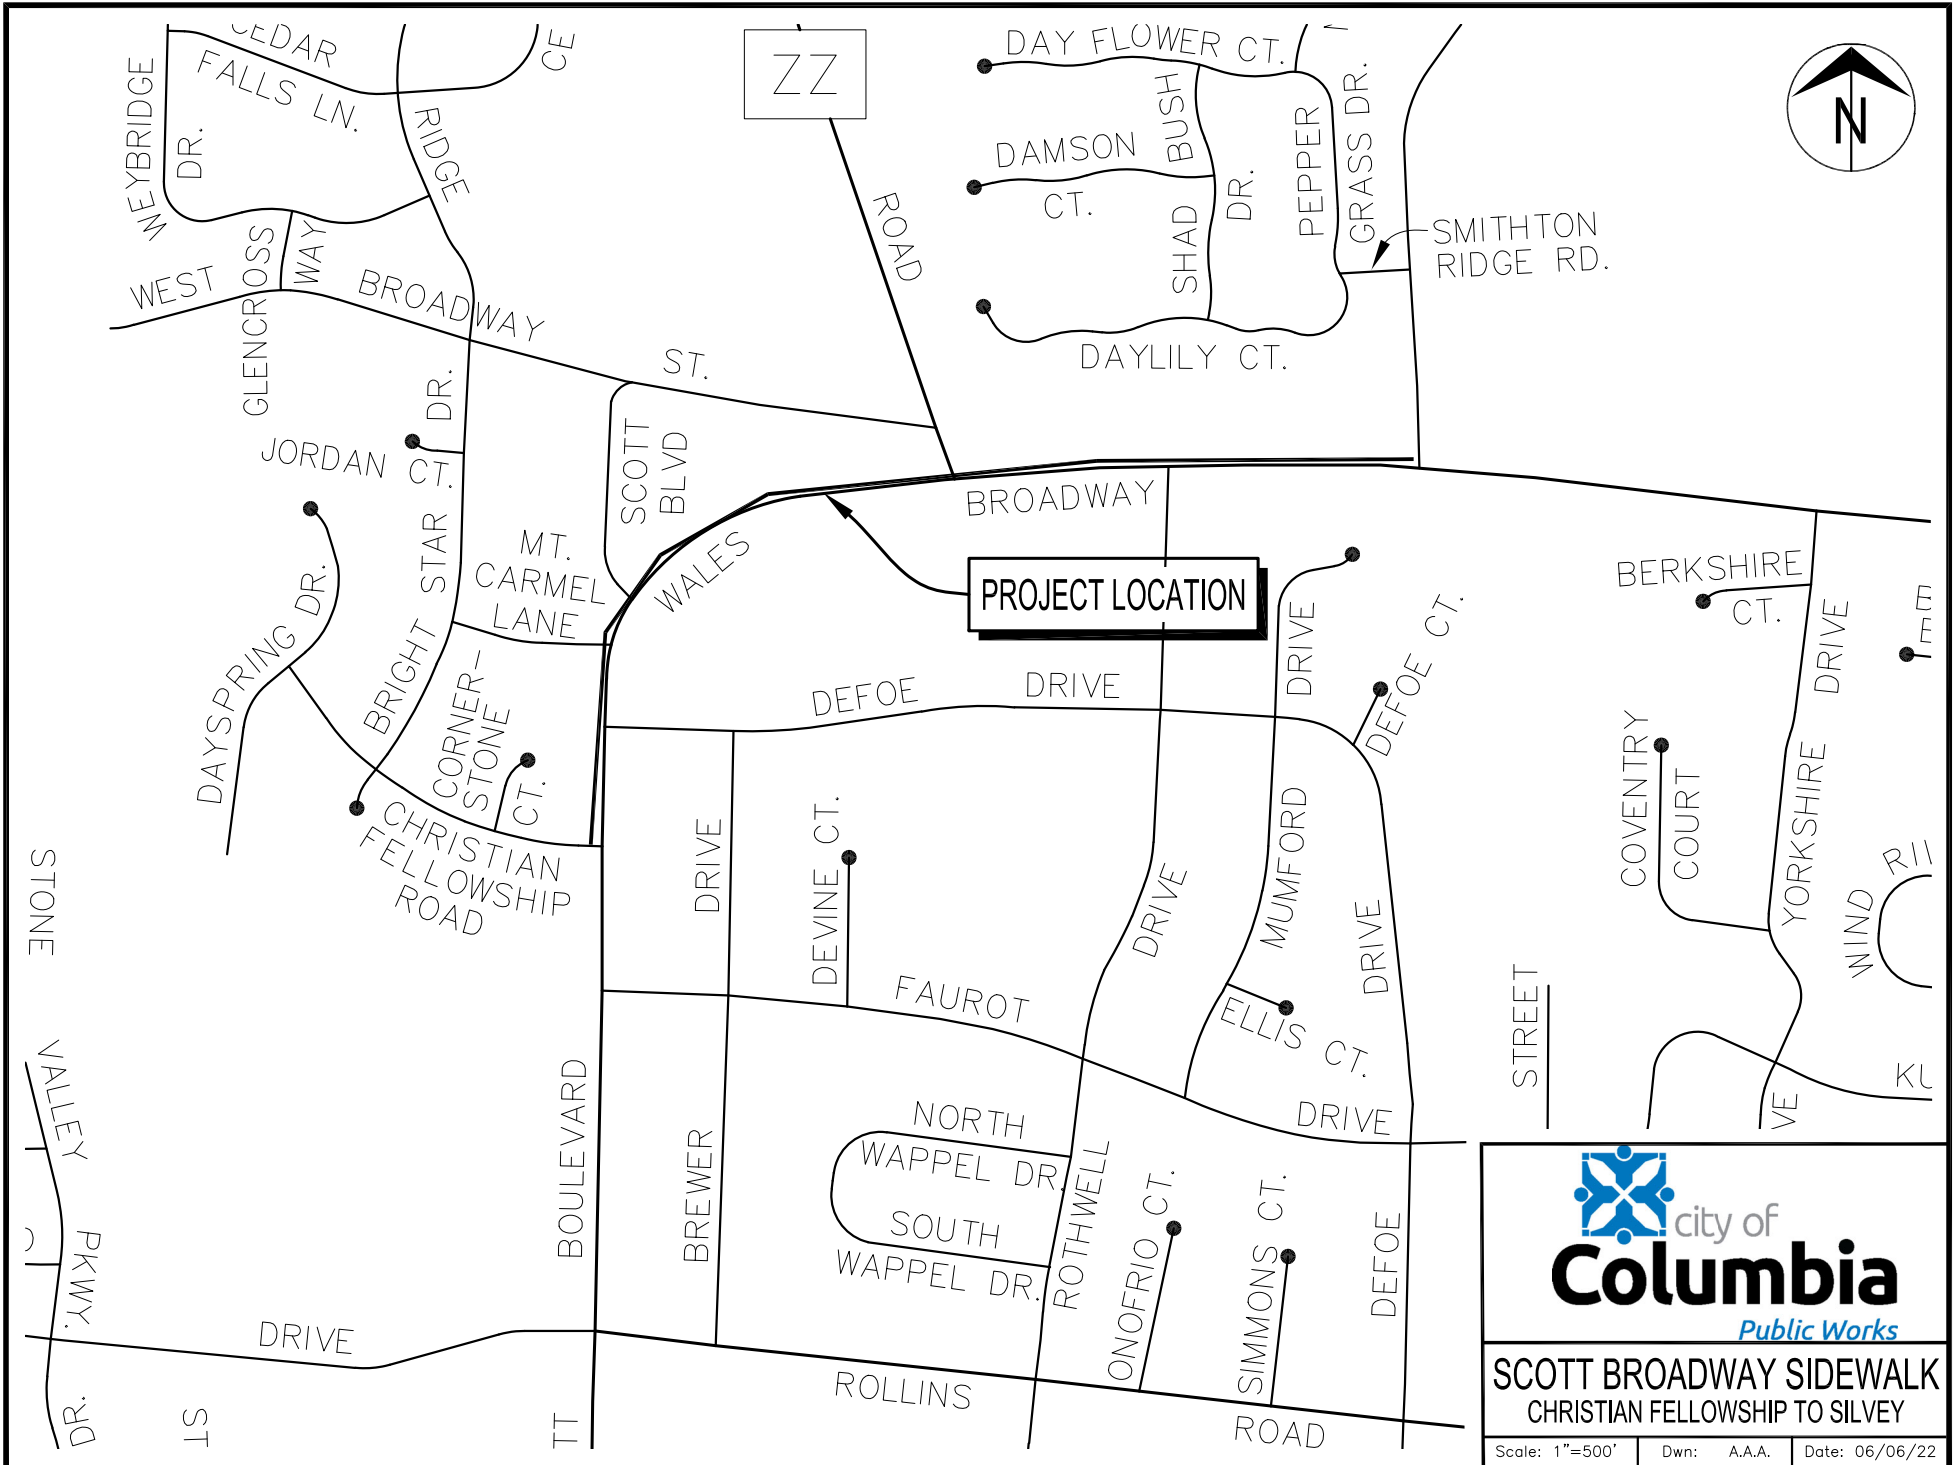 CEDAR
FALLS LN.
WEYBRIDGE
DR.
RIDGE
CE
ZZ
ROAD
DAY FLOWER CT.
BUSH
DAMSON
CT.
SHAD
DR.
PEPPER
GRASS DR.
SMITHTON
RIDGE RD.
DAYLILY CT.
N
WEST
GLENCROSS
WAY
BROADWAY
ST.
DR.
JORDAN CT.
SCOTT
BLVD
BROADWAY
WALES
MT.
CARMEL
LANE
PROJECT LOCATION
BRIGHT STAR
DAYSPRING DR.
CORNER-
STONE
CT.
CHRISTIAN
FELLOWSHIP
ROAD
DEFOE DRIVE
DRIVE
DEFOE CT.
BERKSHIRE
CT.
DRIVE
YORKSHIRE
COVENTRY
COURT
WIND
STONE
VALLEY
PKWY.
DRIVE
DR.
ST
BOULEVARD
TT
DRIVE
BREWER
DEVINE CT.
FAUROT
DRIVE
MUMFORD
DRIVE
ELLIS CT.
DRIVE
STREET
KU
VE
NORTH
WAPPEL DR.
SOUTH
WAPPEL DR.
ROTHWELL
ONOFRIO CT.
SIMMONS CT.
DEFOE
ROLLINS
ROAD
city of
Columbia
Public Works
SCOTT BROADWAY SIDEWALK
CHRISTIAN FELLOWSHIP TO SILVEY
Scale: 1"=500' Dwn: A.A.A. Date: 06/06/22